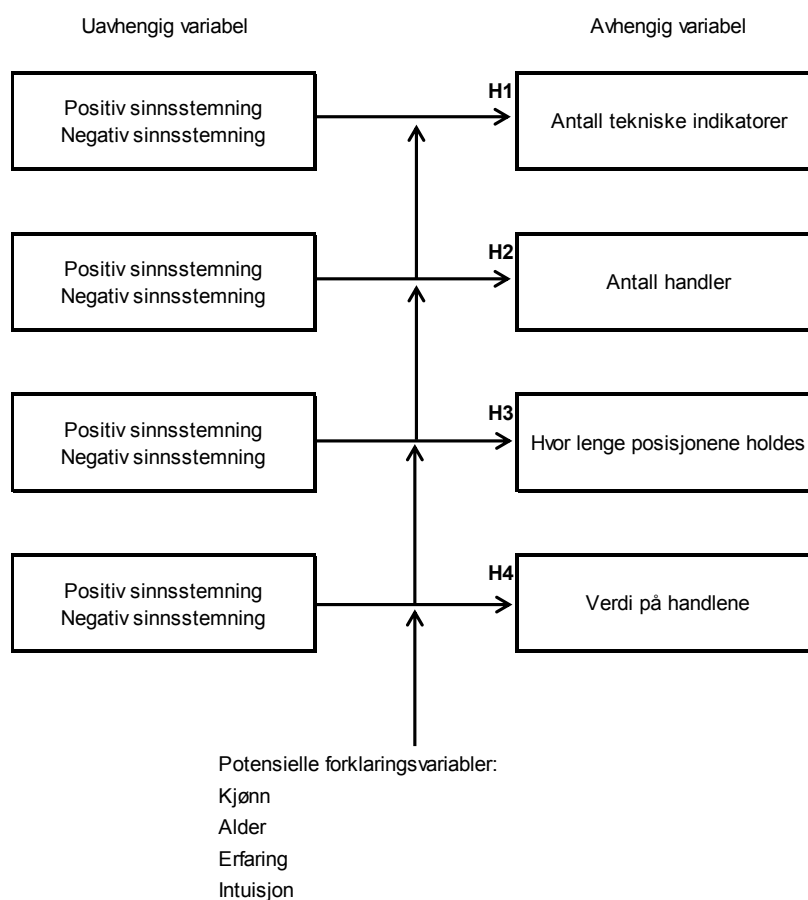 Uavhengig variabel
Avhengig variabel
Positiv sinnsstemning
Negativ sinnsstemning
H1
Antall tekniske indikatorer
Positiv sinnsstemning
Negativ sinnsstemning
H2
Antall handler
Positiv sinnsstemning
Negativ sinnsstemning
H3
Hvor lenge posisjonene holdes
Positiv sinnsstemning
Negativ sinnsstemning
H4
Verdi på handlene
Potensielle forklaringsvariabler:
Kjønn
Alder
Erfaring
Intuisjon